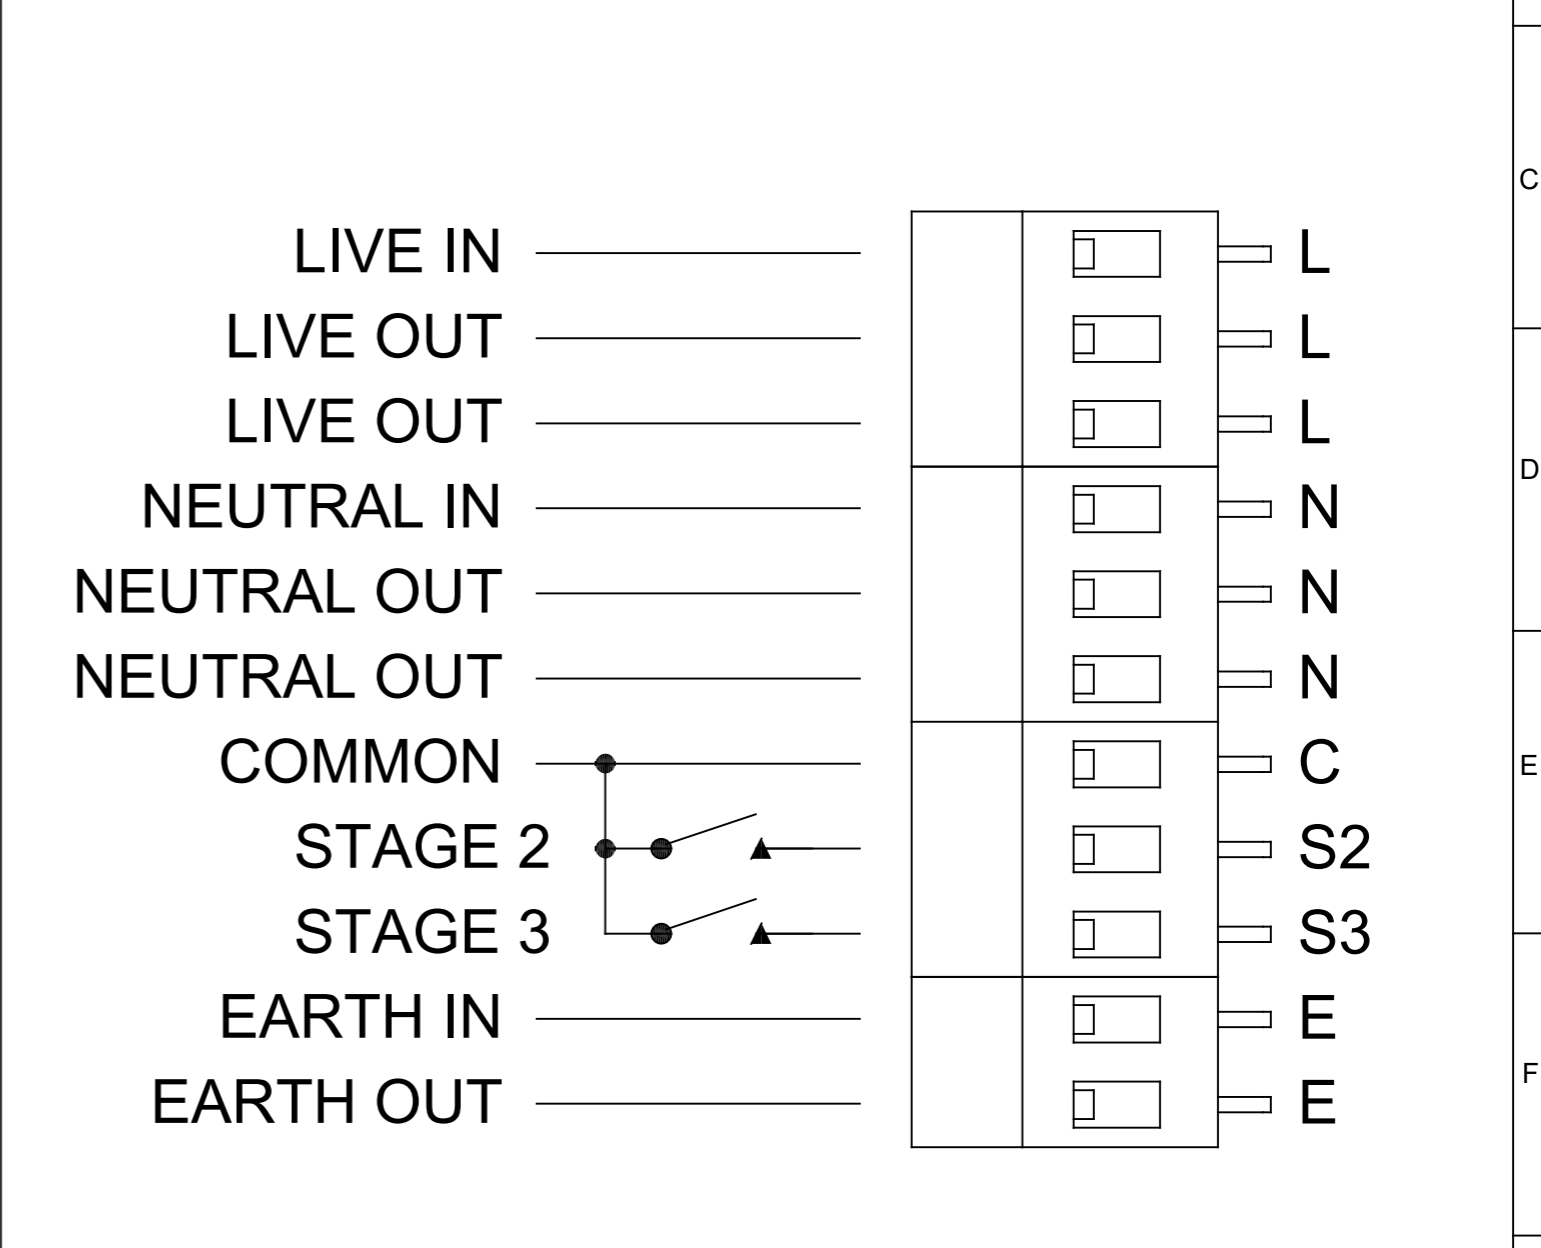 C
LIVE IN L
LIVE OUT L
LIVE OUT L
D
NEUTRAL IN N
NEUTRAL OUT N
NEUTRAL OUT N
COMMON C
E
STAGE 2 S2
STAGE 3 S3
EARTH IN E
F
EARTH OUT E